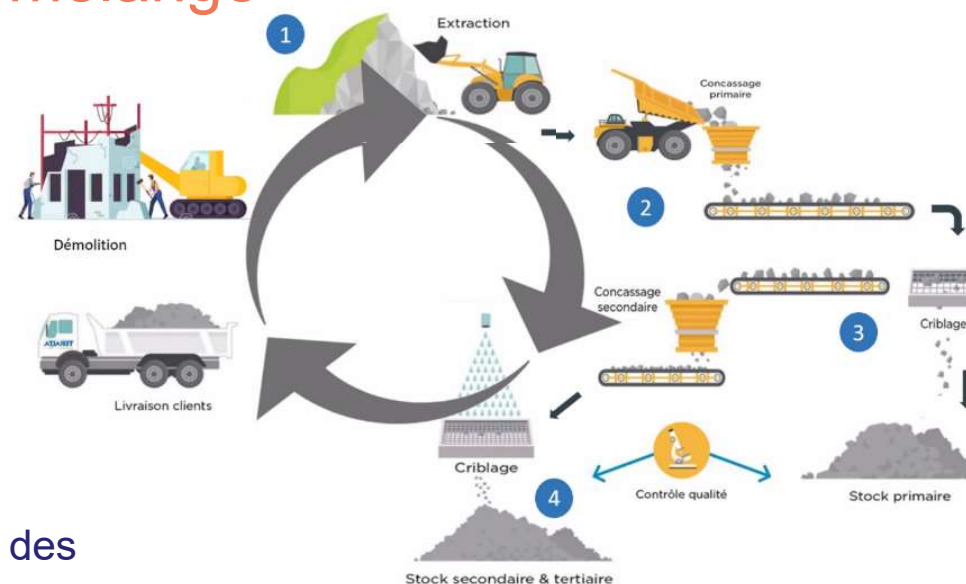 mélange
1
Extraction
Concassage
primaire
2
Démolition
Concassage
secondaire
3
Criblage
Livraison clients
Criblage
Contrôle qualité
4
Stock primaire
des
Stock secondaire & tertiaire